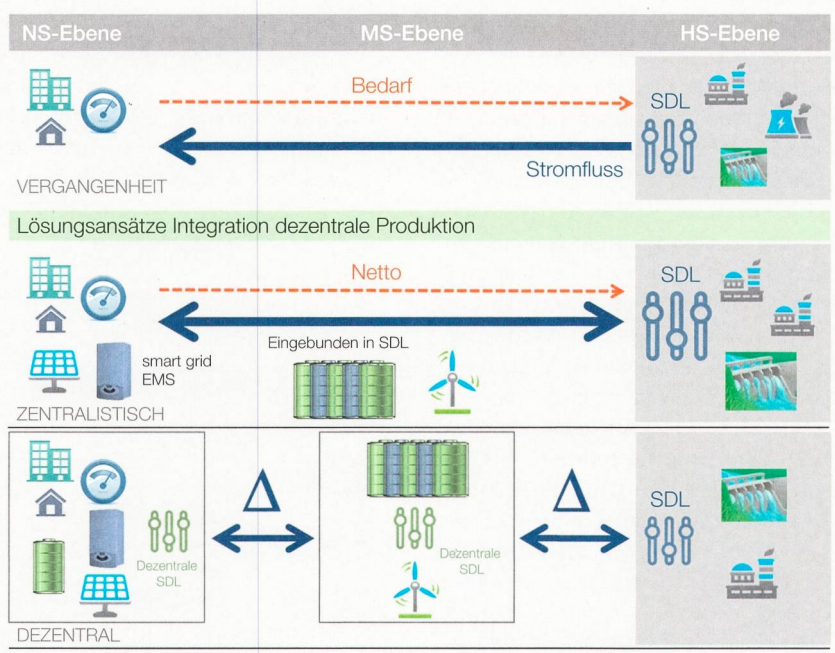 NS-Ebene MS-Ebene HS-Ebene
Bedarf
SDL
Stromfluss
VERGANGENHEIT
Lösungsansätze Integration dezentrale Produktion
Netto
SDL
Eingebunden in SDL
smart grid
EMS
ZENTRALISTISCH
Δ Δ
SDL
Dezentrale
SDL
Dezentrale
SDL
DEZENTRAL